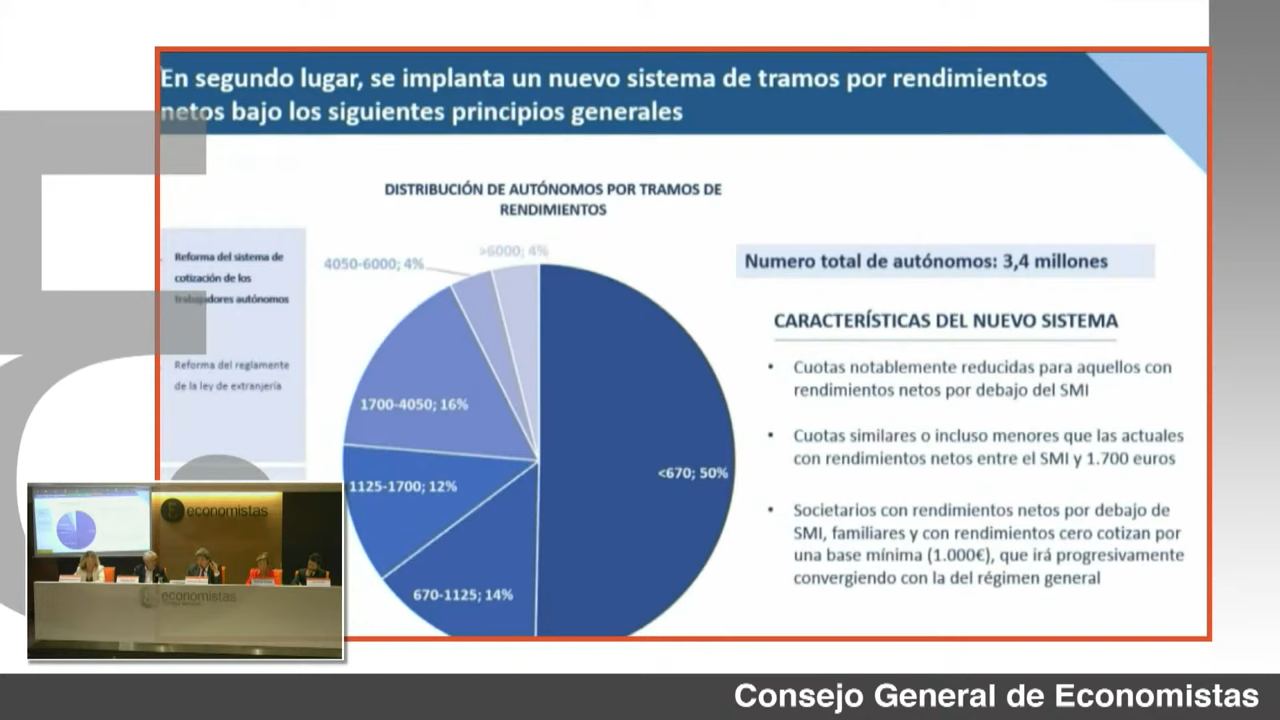 En segundo lugar, se implanta un nuevo sistema de tramos por rendimientos
netos bajo los siguientes principios generales
DISTRIBUCIÓN DE AUTÓNOMOS POR TRAMOS DE
RENDIMIENTOS
Reforma del sistema de
cotización de los
trabajadores autónomos
Reforma del reglamente
de la ley de extranjería
>6000; 4%
4050-6000; 4%
1700-4050; 16%
1125-1700; 12%
670-1125; 14%
<670; 50%
Numero total de autónomos: 3,4 millones
CARACTERÍSTICAS DEL NUEVO SISTEMA
• Cuotas notablemente reducidas para aquellos con
rendimientos netos por debajo del SMI
• Cuotas similares o incluso menores que las actuales
con rendimientos netos entre el SMI y 1.700 euros
• Societarios con rendimientos netos por debajo de
SMI, familiares y con rendimientos cero cotizan por
una base mínima (1.000€), que irá progresivamente
convergiendo con la del régimen general
economistas
economistas
Consejo General de Economistas